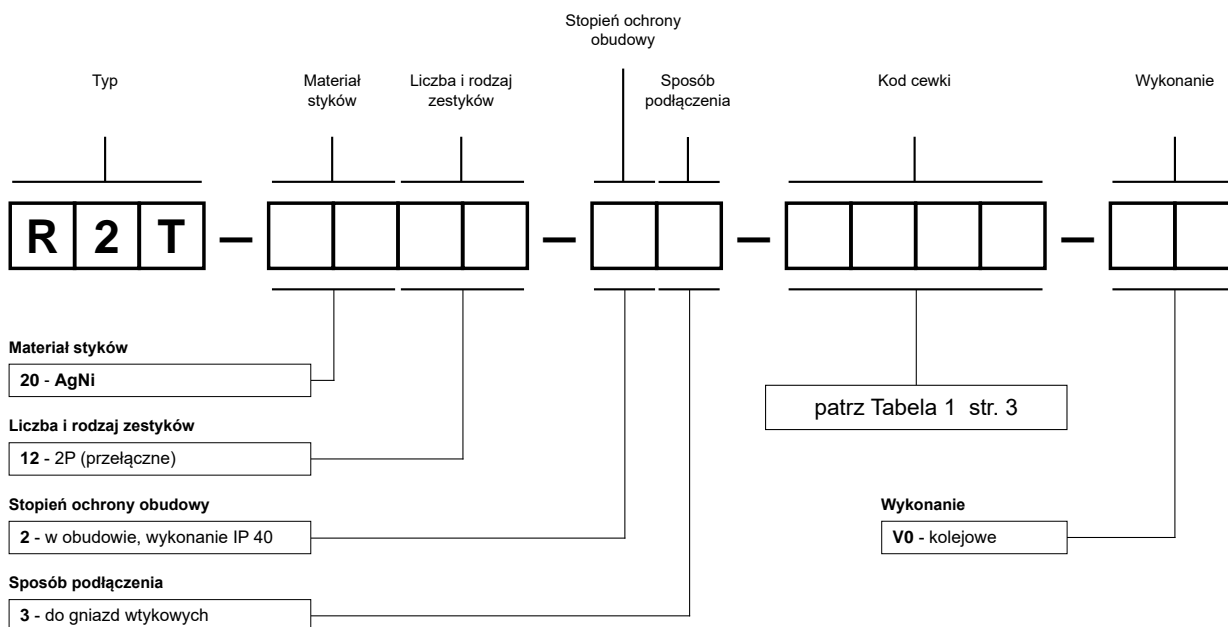 Stopień ochrony
obudowy
Typ
Materiał
styków
Liczba i rodzaj
zestyków
Sposób
podłączenia
Kod cewki
Wykonanie
R 2 T – – – –
Materiał styków
20 - AgNi
Liczba i rodzaj zestyków
12 - 2P (przełączne)
Stopień ochrony obudowy
2 - w obudowie, wykonanie IP 40
Sposób podłączenia
3 - do gniazd wtykowych
patrz Tabela 1 str. 3
Wykonanie
V0 - kolejowe